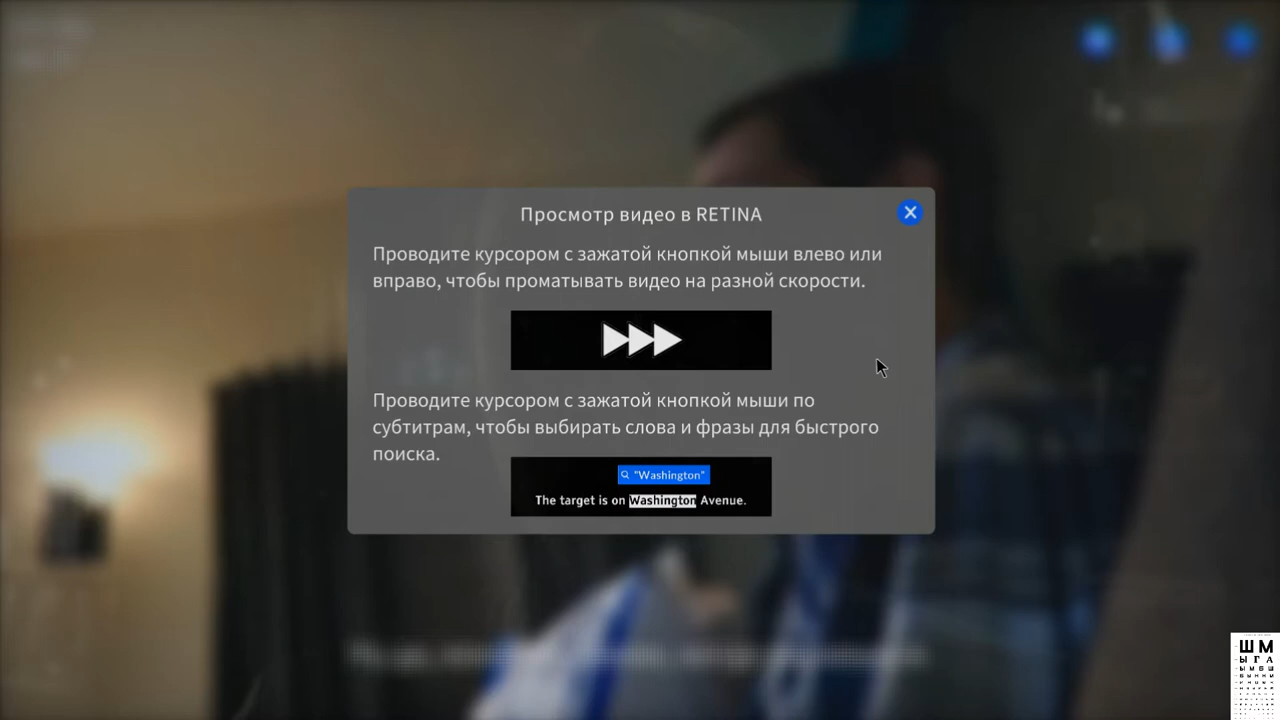 Просмотр видео в RETINA
Проводите курсором с зажатой кнопкой мыши влево или
вправо, чтобы проматывать видео на разной скорости.
Проводите курсором с зажатой кнопкой мыши по
субтитрам, чтобы выбирать слова и фразы для быстрого
поиска.
"Washington"
The target is on Washington Avenue.
Ш М
Ы Г А